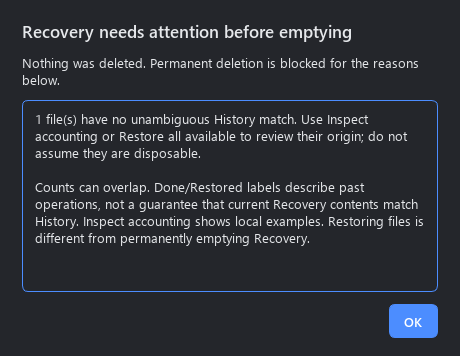 Recovery needs attention before emptying
Nothing was deleted. Permanent deletion is blocked for the reasons
below.
1 file(s) have no unambiguous History match. Use Inspect
accounting or Restore all available to review their origin; do not
assume they are disposable.
Counts can overlap. Done/Restored labels describe past
operations, not a guarantee that current Recovery contents match
History. Inspect accounting shows local examples. Restoring files is
different from permanently emptying Recovery.
OK